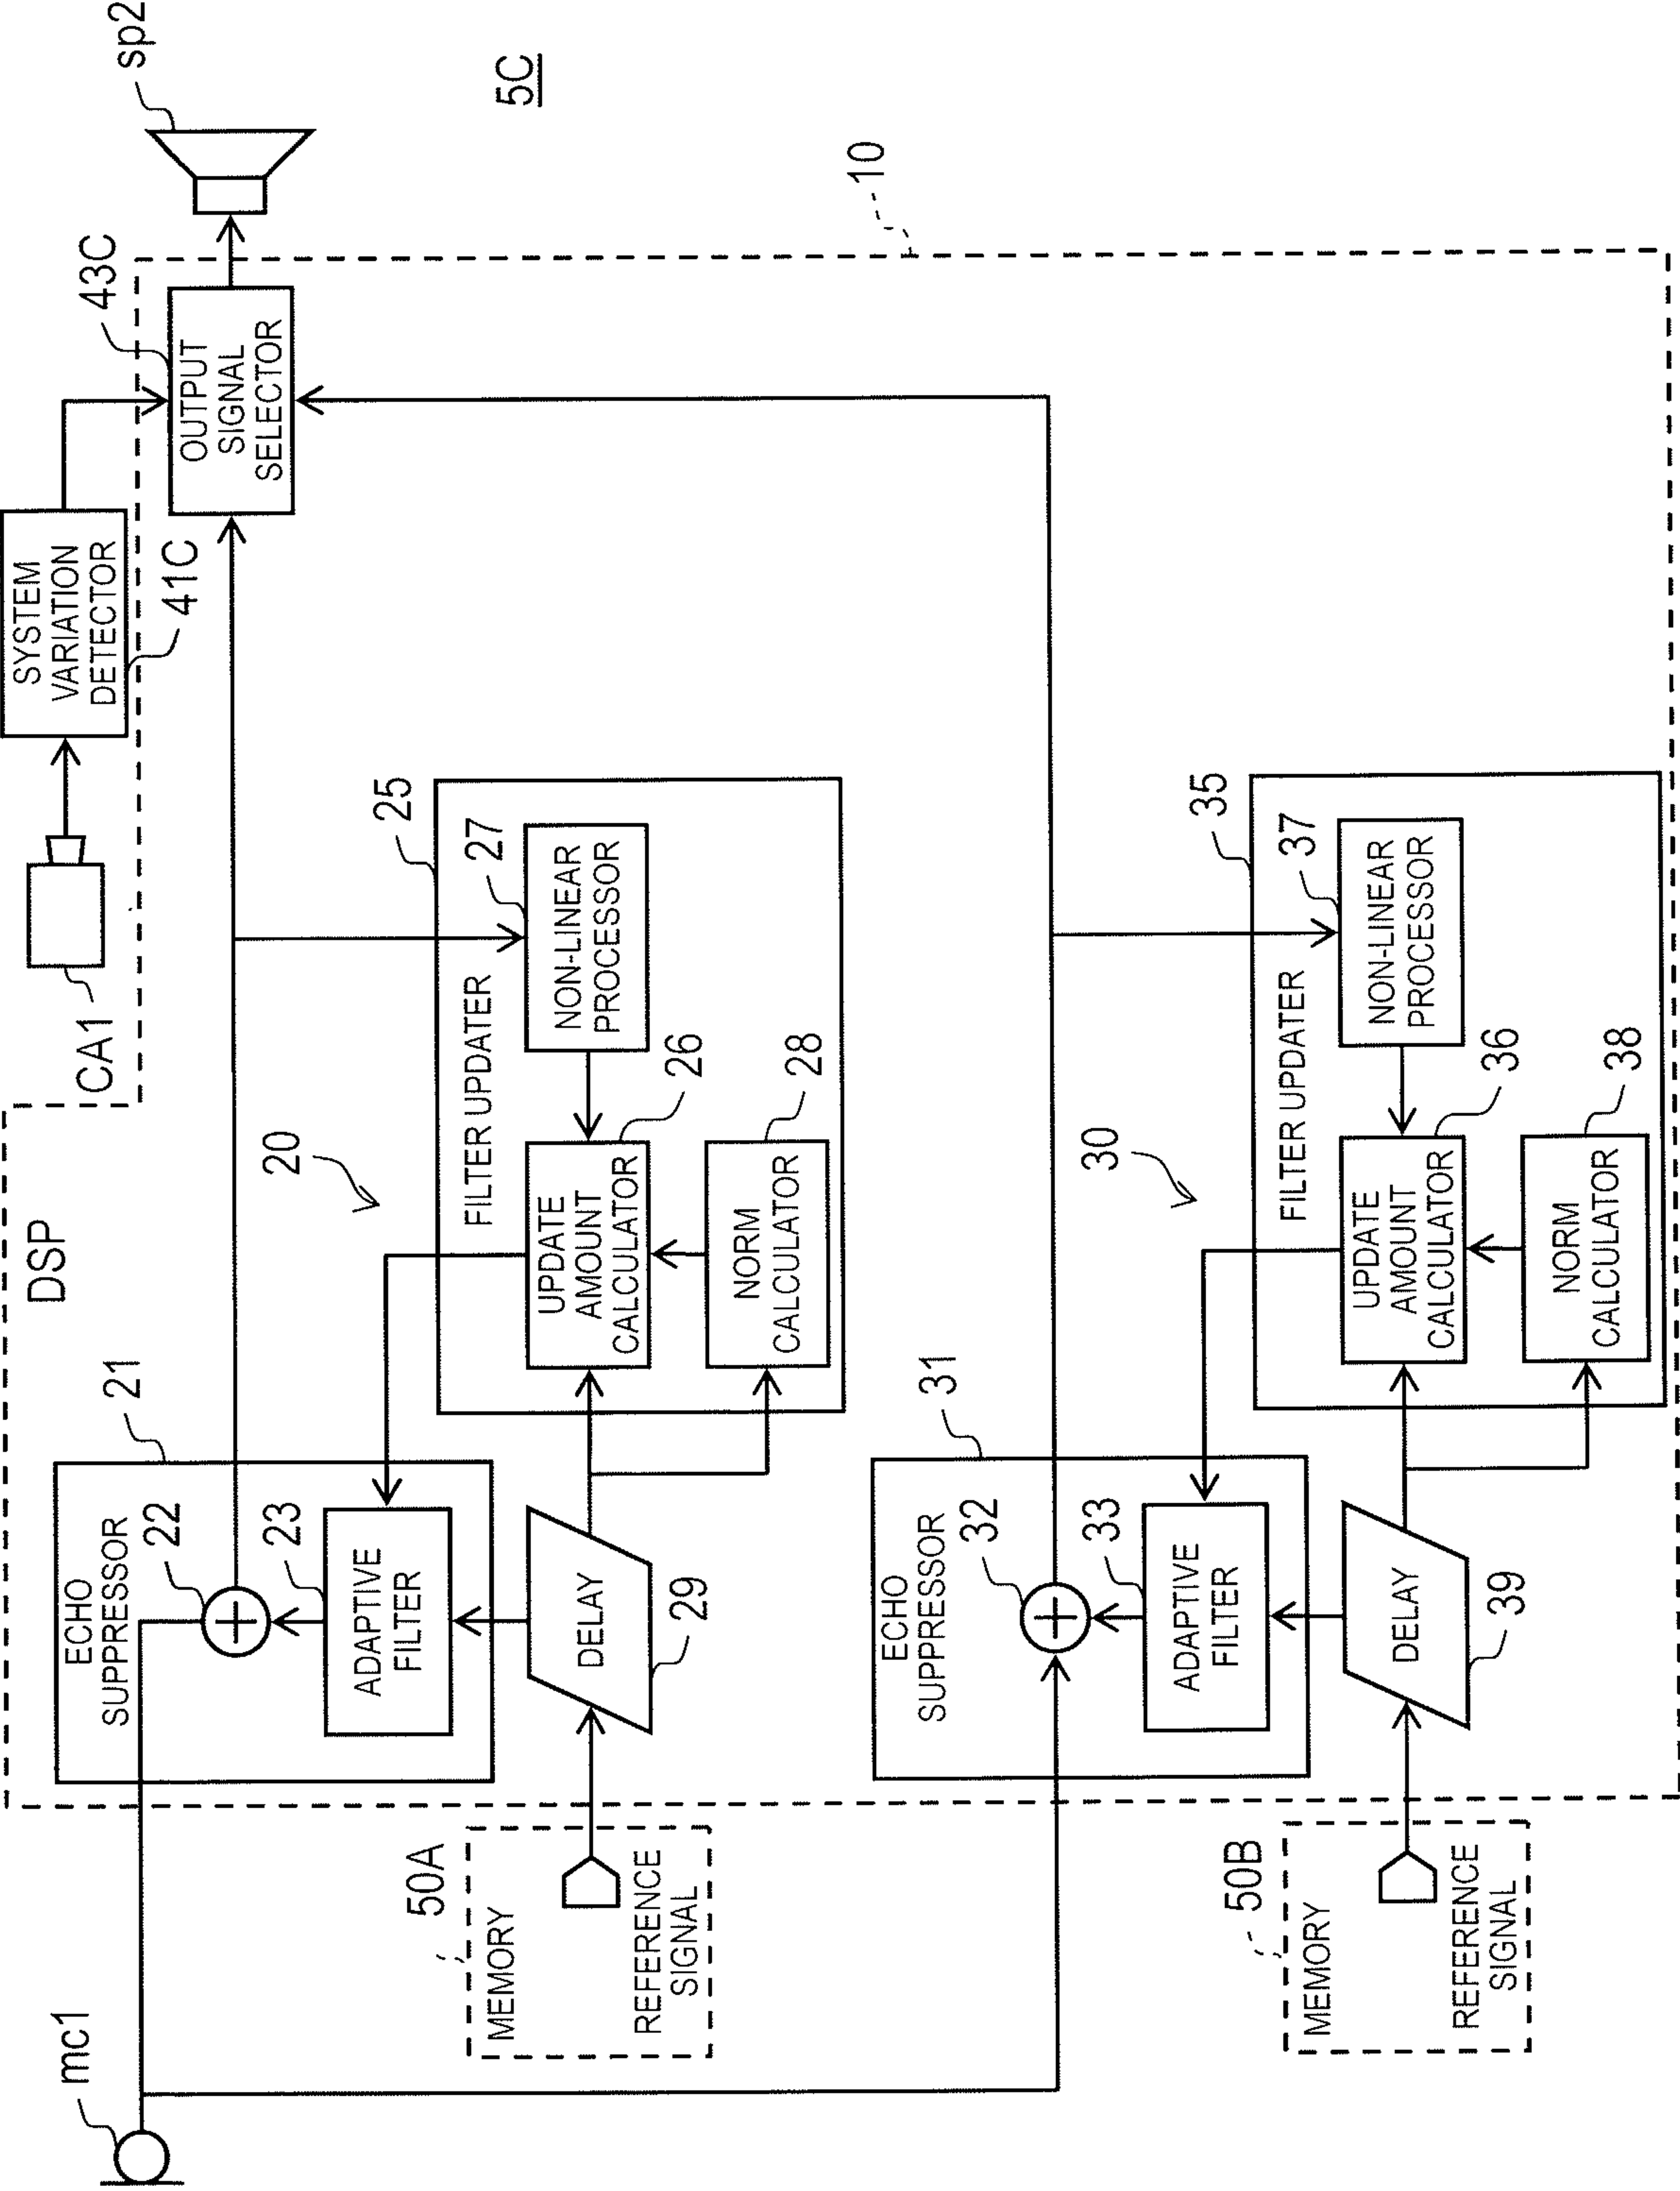 5C
mc1
DSP
CA1
SYSTEM
VARIATION
DETECTOR
41C
43C
OUTPUT
SIGNAL
SELECTOR
sp2
10
ECHO
SUPPRESSOR
21
22
23
ADAPTIVE
FILTER
20
25
FILTER UPDATER
27
NON-LINEAR
PROCESSOR
26
UPDATE
AMOUNT
CALCULATOR
28
NORM
CALCULATOR
DELAY
29
50A
MEMORY
REFERENCE
SIGNAL
ECHO
SUPPRESSOR
31
32
33
ADAPTIVE
FILTER
30
35
FILTER UPDATER
37
NON-LINEAR
PROCESSOR
36
UPDATE
AMOUNT
CALCULATOR
38
NORM
CALCULATOR
DELAY
39
50B
MEMORY
REFERENCE
SIGNAL